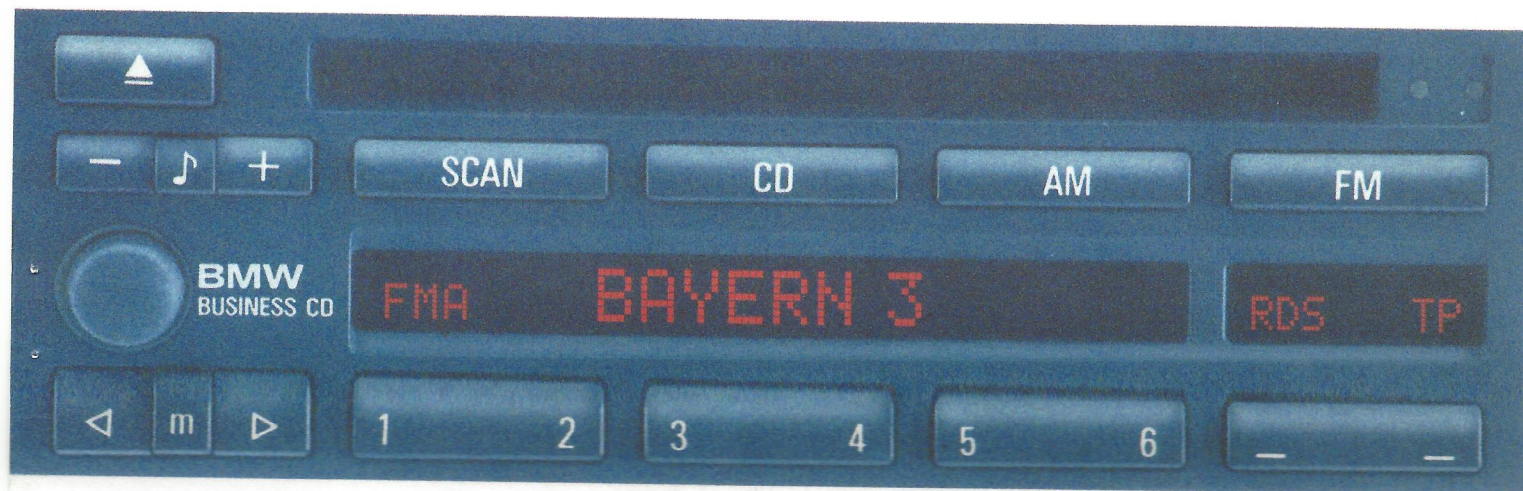 SCAN CD AM FM
BMW
BUSINESS CD
FMA BAYERN 3 RDS TP
m 1 2 3 4 5 6